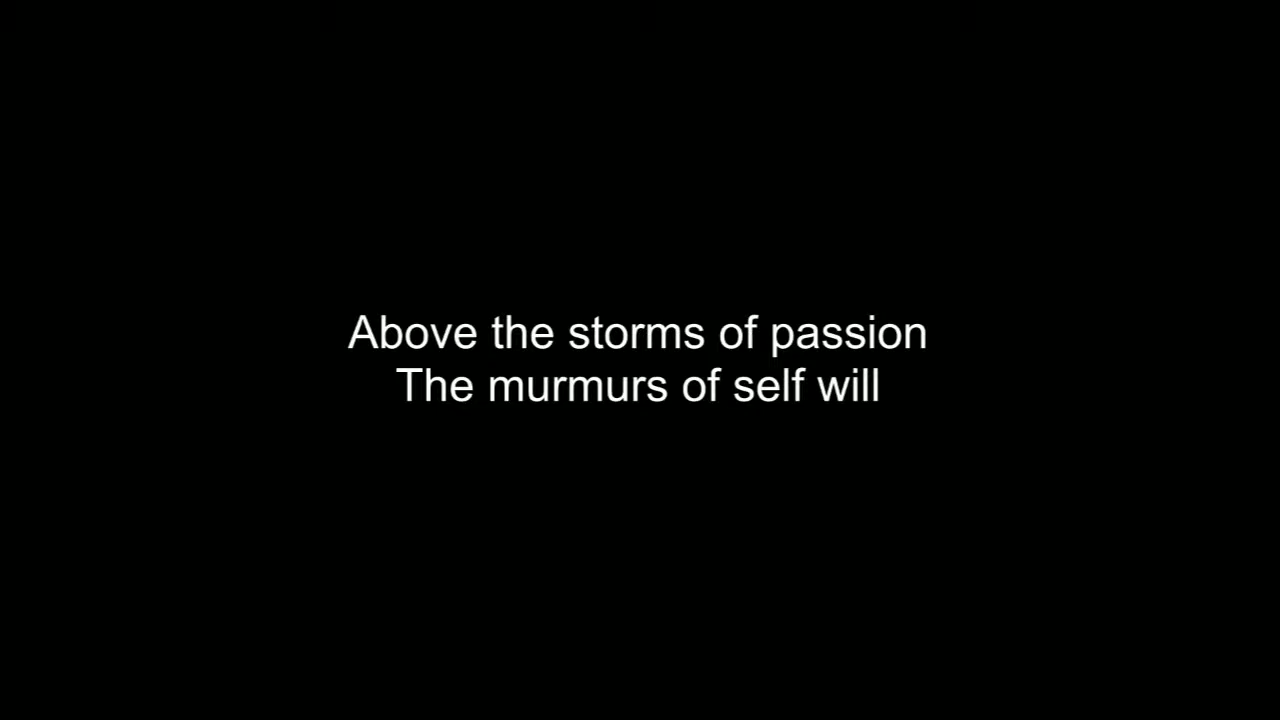 Above the storms of passion
The murmurs of self will